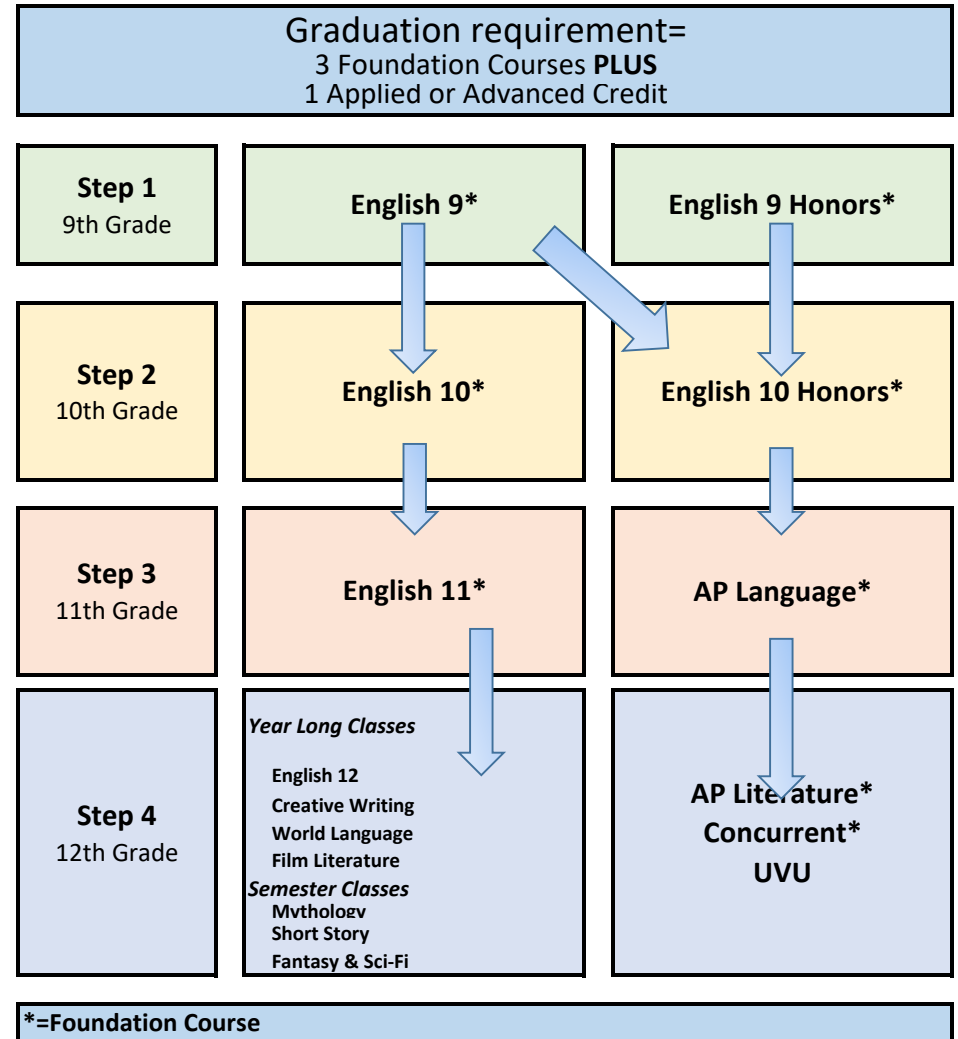 Graduation requirement=
3 Foundation Courses PLUS
1 Applied or Advanced Credit
Step 1
9th Grade
English 9*
English 9 Honors*
Step 2
10th Grade
English 10*
English 10 Honors*
Step 3
11th Grade
English 11*
AP Language*
Step 4
12th Grade
Year Long Classes
English 12
Creative Writing
World Language
Film Literature
Semester Classes
Mythology
Short Story
Fantasy & Sci-Fi
AP Literature*
Concurrent*
UVU
*=Foundation Course